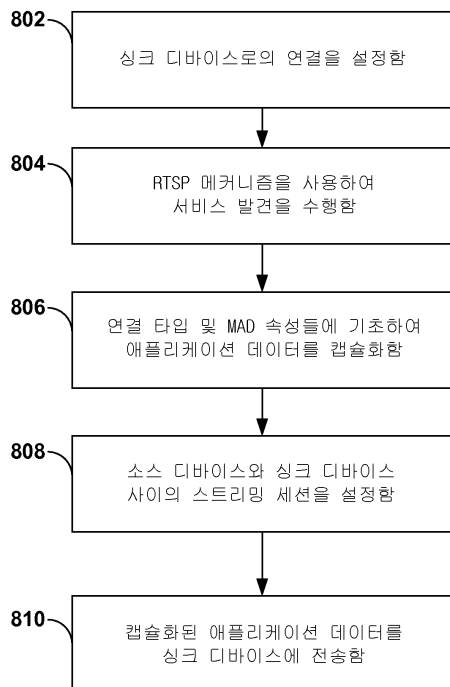 802
싱크 디바이스로의 연결을 설정함
804
RTSP 메커니즘을 사용하여
서비스 발견을 수행함
806
연결 타입 및 MAD 속성들에 기초하여
애플리케이션 데이터를 캡슐화함
808
소스 디바이스와 싱크 디바이스
사이의 스트리밍 세션을 설정함
810
캡슐화된 애플리케이션 데이터를
싱크 디바이스에 전송함